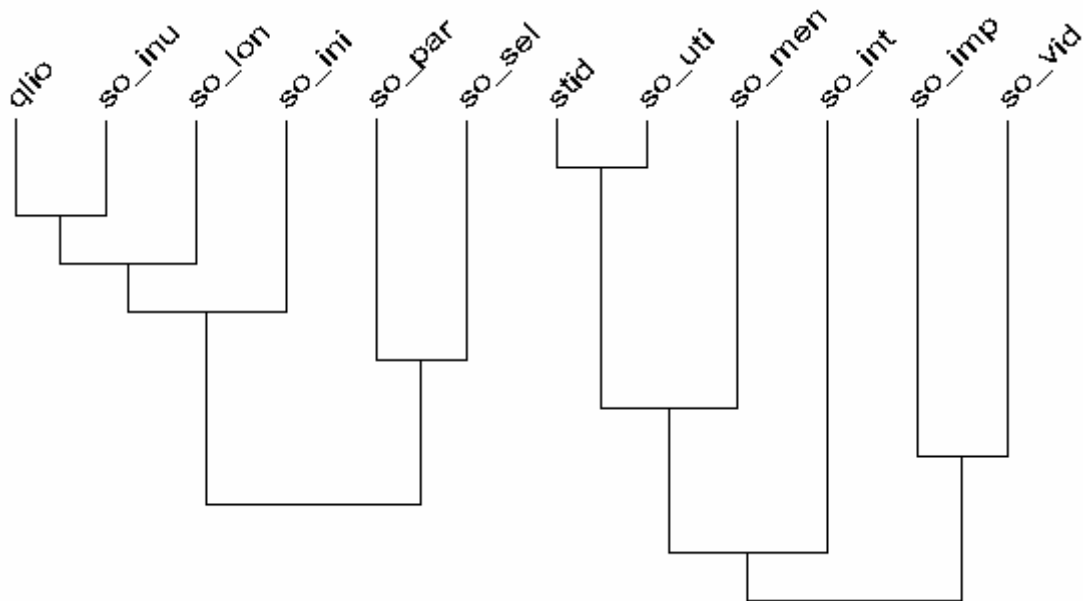 qlio
so_inu
so_lon
so_ini
so_par
so_sel
stid
so_uti
so_men
so_int
so_imp
so_vid